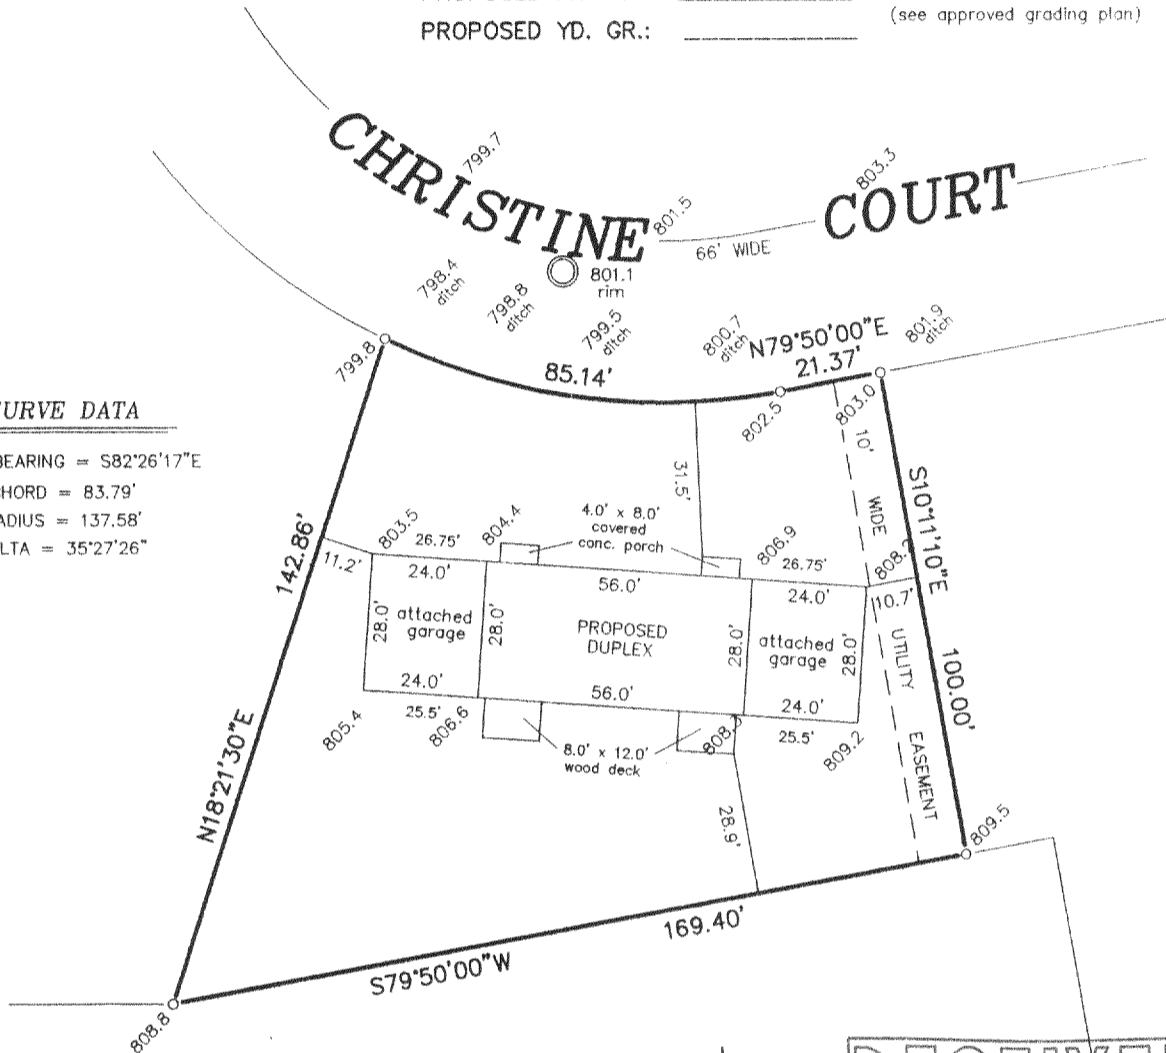 (see approved grading plan)
PROPOSED YD. GR.:
CHRISTINE COURT
799.7
803.3
801.5
66' WIDE
801.1
rim
798.4
ditch
798.8
ditch
799.5
ditch
800.7
ditch
N79°50'00"E
21.37'
801.9
ditch
799.8
85.14'
802.5
803.0
CURVE DATA
BEARING = S82°26'17"E
CHORD = 83.79'
RADIUS = 137.58'
DELTA = 35°27'26"
10' WIDE UTILITY EASEMENT
S10°11'10"E
100.00'
31.5'
4.0' x 8.0'
covered
conc. porch
803.5
26.75'
804.4
806.9
26.75'
142.86'
N18°21'30"E
11.2'
24.0'
56.0'
24.0'
10.7'
28.0'
attached
garage
28.0'
PROPOSED
DUPLEX
28.0'
attached
garage
28.0'
24.0'
56.0'
24.0'
805.4
25.5'
806.6
8.0' x 12.0'
wood deck
25.5'
809.2
28.9'
809.5
169.40'
S79°50'00"W
808.8